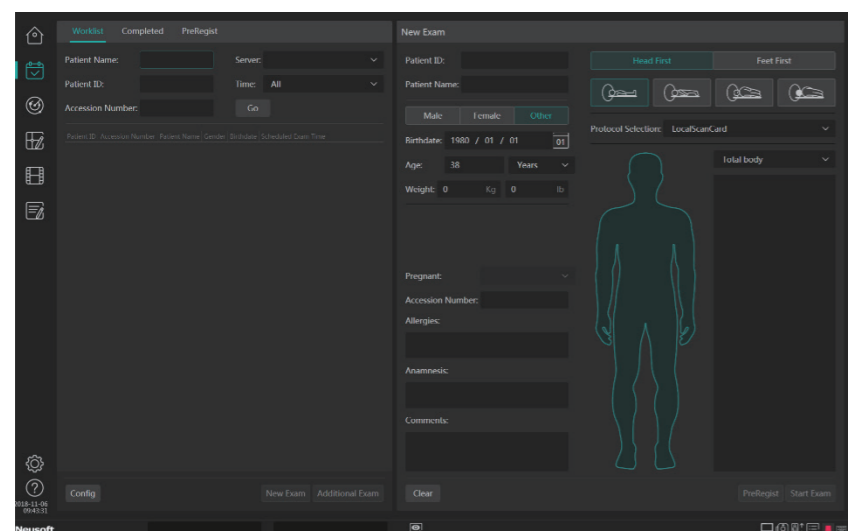 Worklist Completed PreRegist
Patient Name: Server:
Patient ID: Time: All
Accession Number: Go
Patient ID Accession Number Patient Name Gender Birthdate Scheduled Exam Time
Config New Exam Additional Exam
2018-11-06
09:43:31
Neusoft
New Exam
Patient ID:
Patient Name:
Male Female Other
Birthdate: 1980 / 01 / 01 01
Age: 38 Years
Weight: 0 Kg 0 lb
Pregnant:
Accession Number:
Allergies:
Anamnesis:
Comments:
Clear
Head First Feet First
Protocol Selection: LocalScanCard
Total body
PreRegist Start Exam